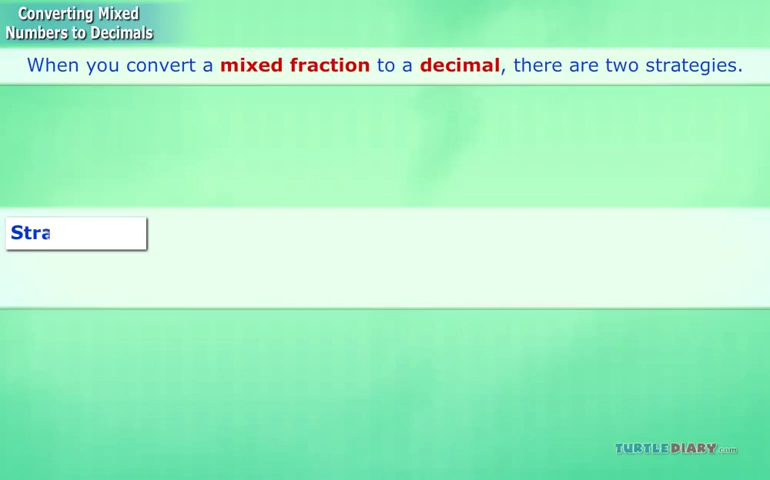 Converting Mixed
Numbers to Decimals
When you convert a mixed fraction to a decimal, there are two strategies.
Stra
TURTLEDIARY.com